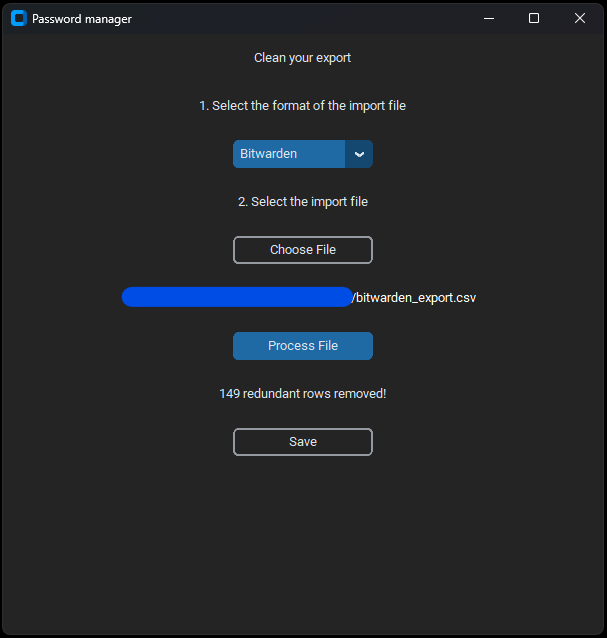 Password manager
Clean your export
1. Select the format of the import file
Bitwarden
2. Select the import file
Choose File
/bitwarden_export.csv
Process File
149 redundant rows removed!
Save